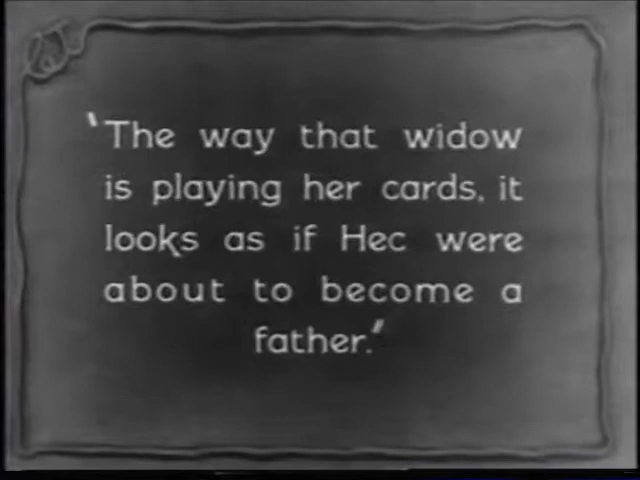 'The way that widow
is playing her cards, it
looks as if Hec were
about to become a
father.'